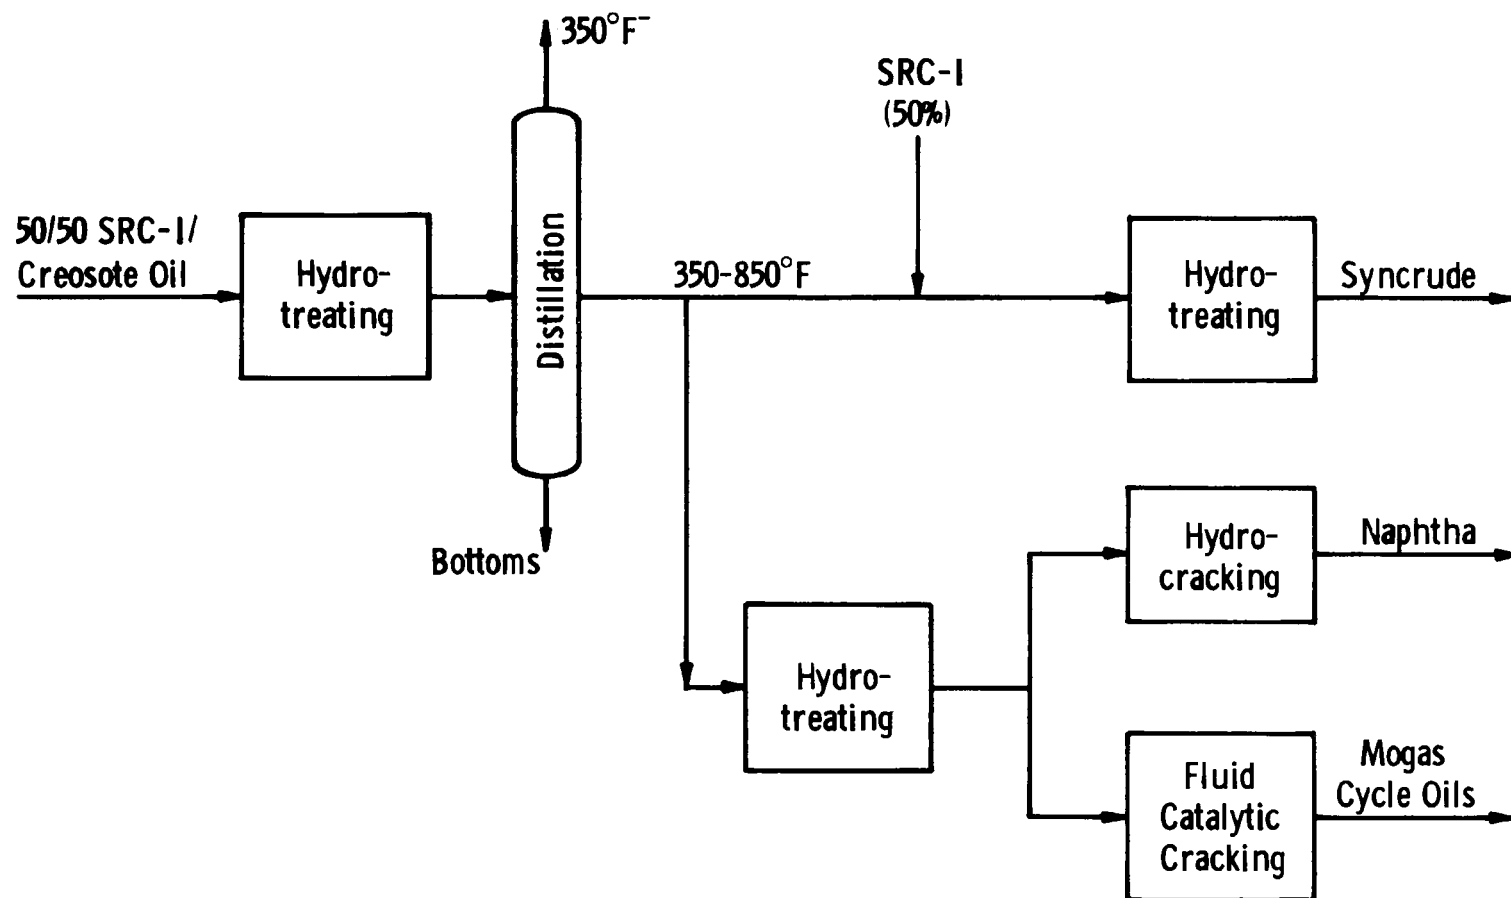 350°F⁻
SRC-I
(50%)
50/50 SRC-I/
Creosote Oil
Hydro-
treating
Distillation
350-850°F
Hydro-
treating
Syncrude
Bottoms
Hydro-
cracking
Naphtha
Hydro-
treating
Fluid
Catalytic
Cracking
Mogas
Cycle Oils